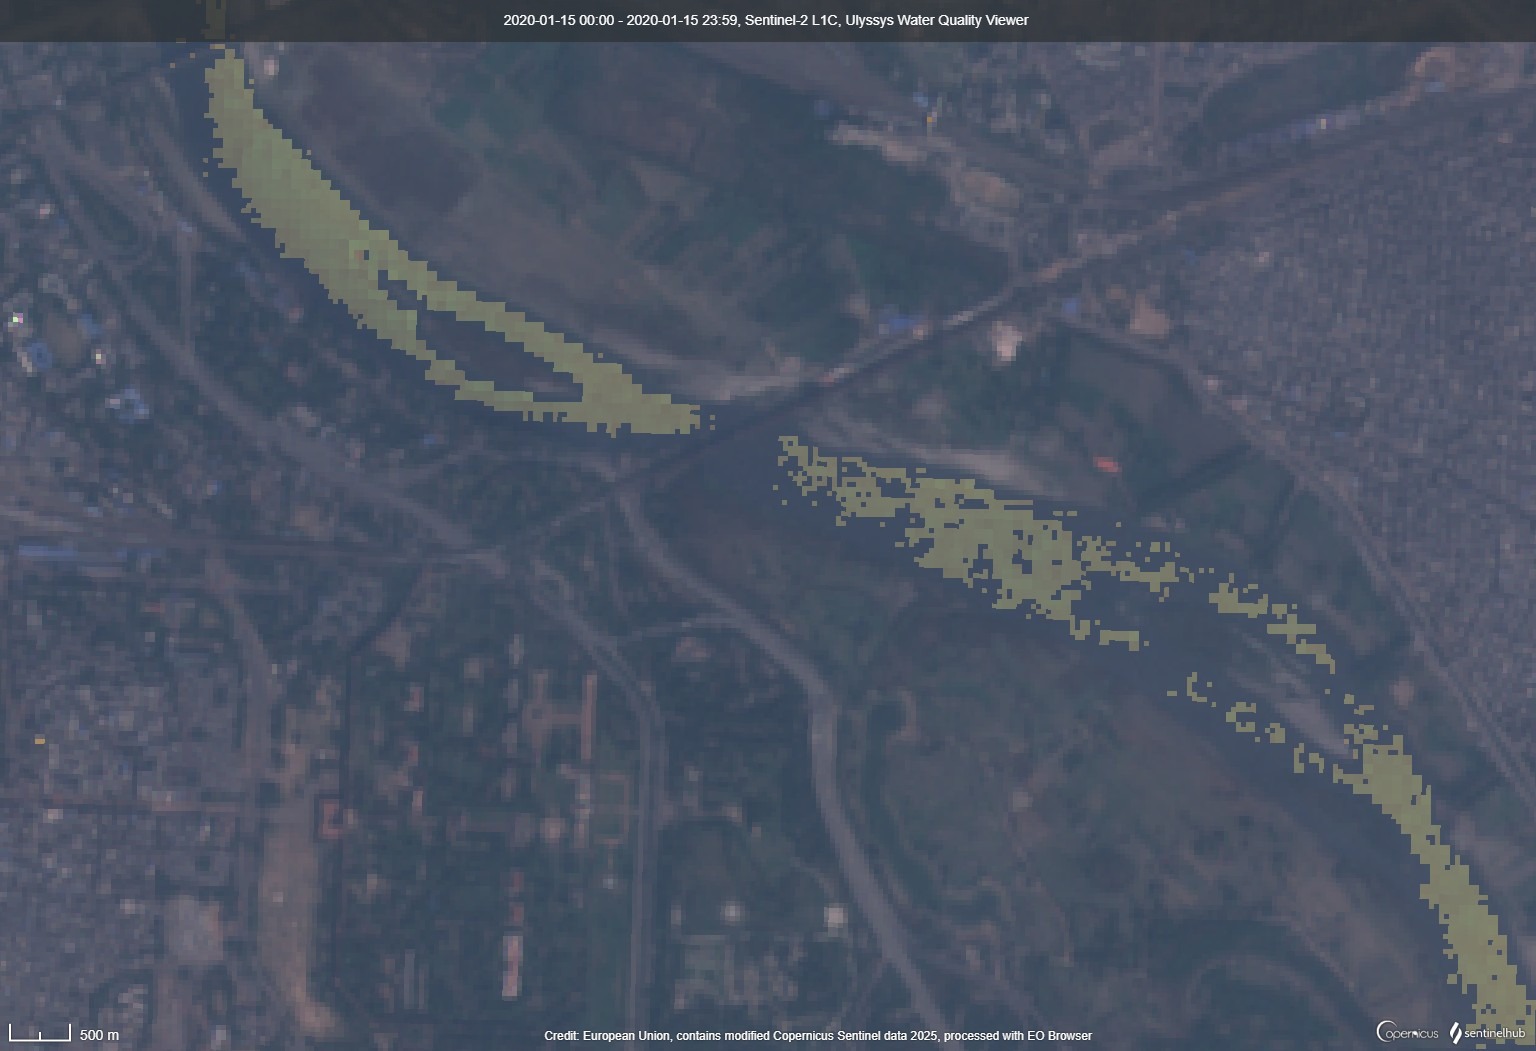 2020-01-15 00:00 - 2020-01-15 23:59, Sentinel-2 L1C, Ulyssys Water Quality Viewer
500 m
Credit: European Union, contains modified Copernicus Sentinel data 2025, processed with EO Browser
opernicus
sentinelhub